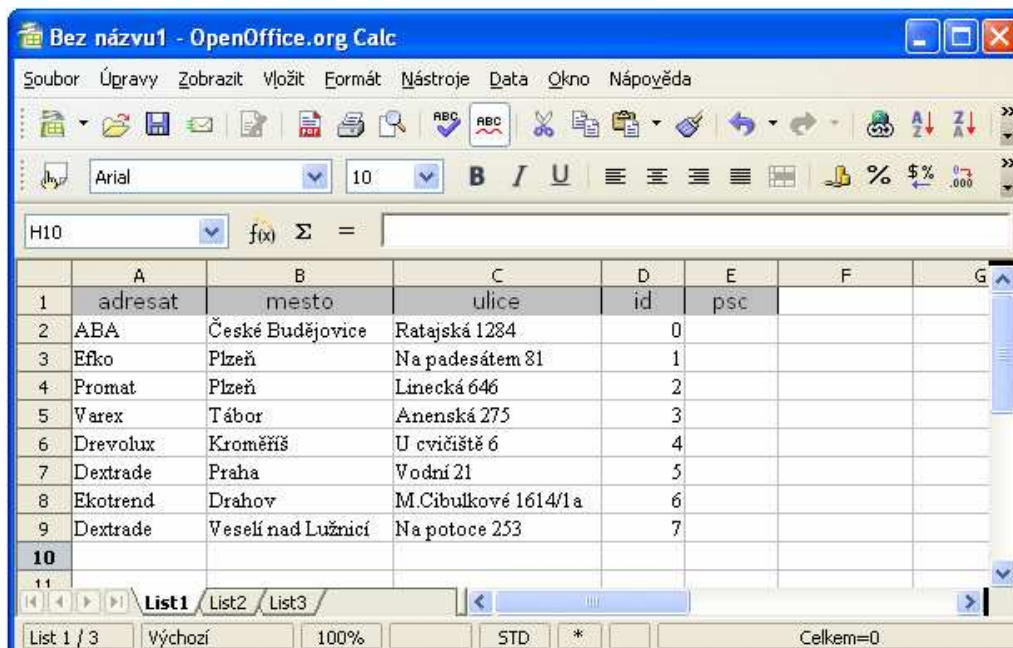 Bez názvu1 - OpenOffice.org Calc
Soubor Úpravy Zobrazit Vložit Formát Nástroje Data Okno Nápověda
Arial 10 B I U % $% .000
H10 f(x) Σ =
A B C D E F G
1 adresat mesto ulice id psc
2 ABA České Budějovice Ratajská 1284 0
3 Efko Plzeň Na padesátem 81 1
4 Promat Plzeň Linecká 646 2
5 Varex Tábor Anenská 275 3
6 Drevolux Kroměříš U cvičiště 6 4
7 Dextrade Praha Vodní 21 5
8 Ekotrend Drahov M.Cibulkové 1614/1a 6
9 Dextrade Veselí nad Lužnicí Na potoce 253 7
10
11
List1 List2 List3
List 1 / 3 Výchozí 100% STD * Celkem=0